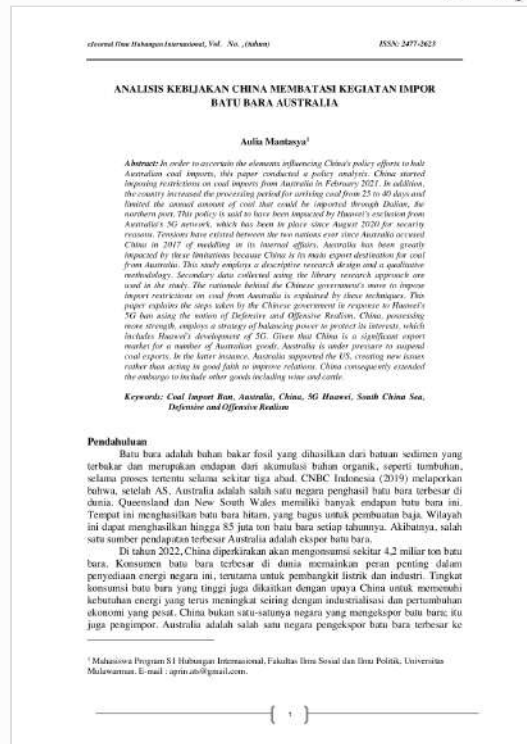 eJournal Ilmu Hubungan Internasional, Vol. No. , (tahun) ISSN: 2477-2623
ANALISIS KEBIJAKAN CHINA MEMBATASI KEGIATAN IMPOR
BATU BARA AUSTRALIA
Aulia Mantasya¹
Abstract: In order to ascertain the elements influencing China's policy efforts to halt
Australian coal imports, this paper conducted a policy analysis. China started
imposing restrictions on coal imports from Australia in February 2021. In addition,
the country increased the processing period for arriving coal from 25 to 40 days and
limited the annual amount of coal that could be imported through Dalian, the
northern port. This policy is said to have been impacted by Huawei's exclusion from
Australia's 5G network, which has been in place since August 2020 for security
reasons. Tensions have existed between the two nations ever since Australia accused
China in 2017 of meddling in its internal affairs. Australia has been greatly
impacted by these limitations because China is its main export destination for coal
from Australia. This study employs a descriptive research design and a qualitative
methodology. Secondary data collected using the library research approach are
used in the study. The rationale behind the Chinese government's move to impose
import restrictions on coal from Australia is explained by these techniques. This
paper explains the steps taken by the Chinese government in response to Huawei's
5G ban using the notion of Defensive and Offensive Realism. China, possessing
more strength, employs a strategy of balancing power to protect its interests, which
includes Huawei's development of 5G. Given that China is a significant export
market for a number of Australian goods, Australia is under pressure to suspend
coal exports. In the latter instance, Australia supported the US, creating new issues
rather than acting in good faith to improve relations. China consequently extended
the embargo to include other goods including wine and cattle.
Keywords: Coal Import Ban, Australia, China, 5G Huawei, South China Sea,
Defensive and Offensive Realism
Pendahuluan
Batu bara adalah bahan bakar fosil yang dihasilkan dari batuan sedimen yang
terbakar dan merupakan endapan dari akumulasi bahan organik, seperti tumbuhan,
selama proses tertentu selama sekitar tiga abad. CNBC Indonesia (2019) melaporkan
bahwa, setelah AS, Australia adalah salah satu negara penghasil batu bara terbesar di
dunia. Queensland dan New South Wales memiliki banyak endapan batu bara ini.
Tempat ini menghasilkan batu bara hitam, yang bagus untuk pembuatan baja. Wilayah
ini dapat menghasilkan hingga 85 juta ton batu bara setiap tahunnya. Akibatnya, salah
satu sumber pendapatan terbesar Australia adalah ekspor batu bara.
Di tahun 2022, China diperkirakan akan mengonsumsi sekitar 4,2 miliar ton batu
bara. Konsumen batu bara terbesar di dunia memainkan peran penting dalam
penyediaan energi negara ini, terutama untuk pembangkit listrik dan industri. Tingkat
konsumsi batu bara yang tinggi juga dikaitkan dengan upaya China untuk memenuhi
kebutuhan energi yang terus meningkat seiring dengan industrialisasi dan pertumbuhan
ekonomi yang pesat. China bukan satu-satunya negara yang mengekspor batu bara; itu
juga pengimpor. Australia adalah salah satu negara pengekspor batu bara terbesar ke
¹ Mahasiswa Program S1 Hubungan Internasional, Fakultas Ilmu Sosial dan Ilmu Politik, Universitas
Mulawarman. E-mail : aprin.ats@gmail.com.
1